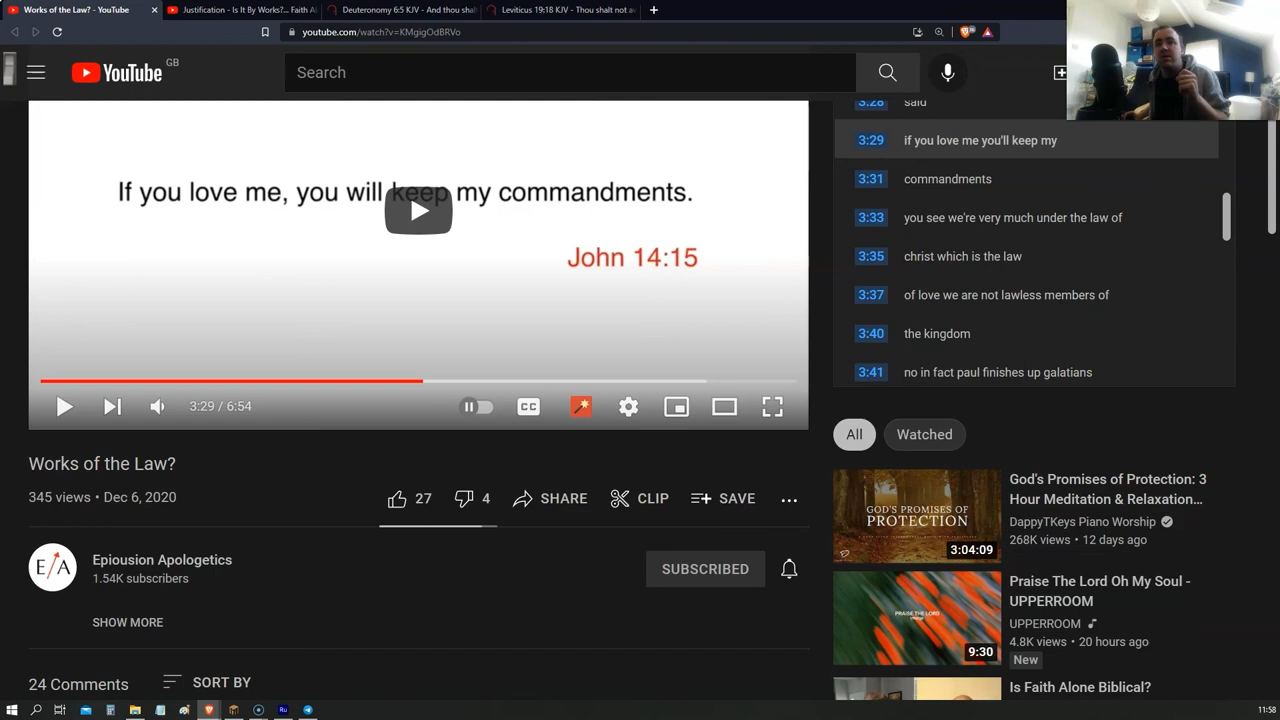 Works of the Law? - YouTube
Justification - Is It By Works?... Faith Al
Deuteronomy 6:5 KJV - And thou shal
Leviticus 19:18 KJV - Thou shalt not av
youtube.com/watch?v=KMgigOdBRVo
YouTube GB
Search
If you love me, you will keep my commandments.
John 14:15
3:29 / 6:54
CC
Works of the Law?
345 views • Dec 6, 2020
27
4
SHARE
CLIP
SAVE
E/A
Epiousion Apologetics
1.54K subscribers
SUBSCRIBED
SHOW MORE
24 Comments
SORT BY
3:28 said
3:29 if you love me you'll keep my
3:31 commandments
3:33 you see we're very much under the law of
3:35 christ which is the law
3:37 of love we are not lawless members of
3:40 the kingdom
3:41 no in fact paul finishes up galatians
All
Watched
GOD'S PROMISES OF
PROTECTION
3:04:09
God's Promises of Protection: 3
Hour Meditation & Relaxation...
DappyTKeys Piano Worship
268K views • 12 days ago
PRAISE THE LORD
9:30
Praise The Lord Oh My Soul -
UPPERROOM
UPPERROOM
4.8K views • 20 hours ago
New
Is Faith Alone Biblical?
Ru
11:58